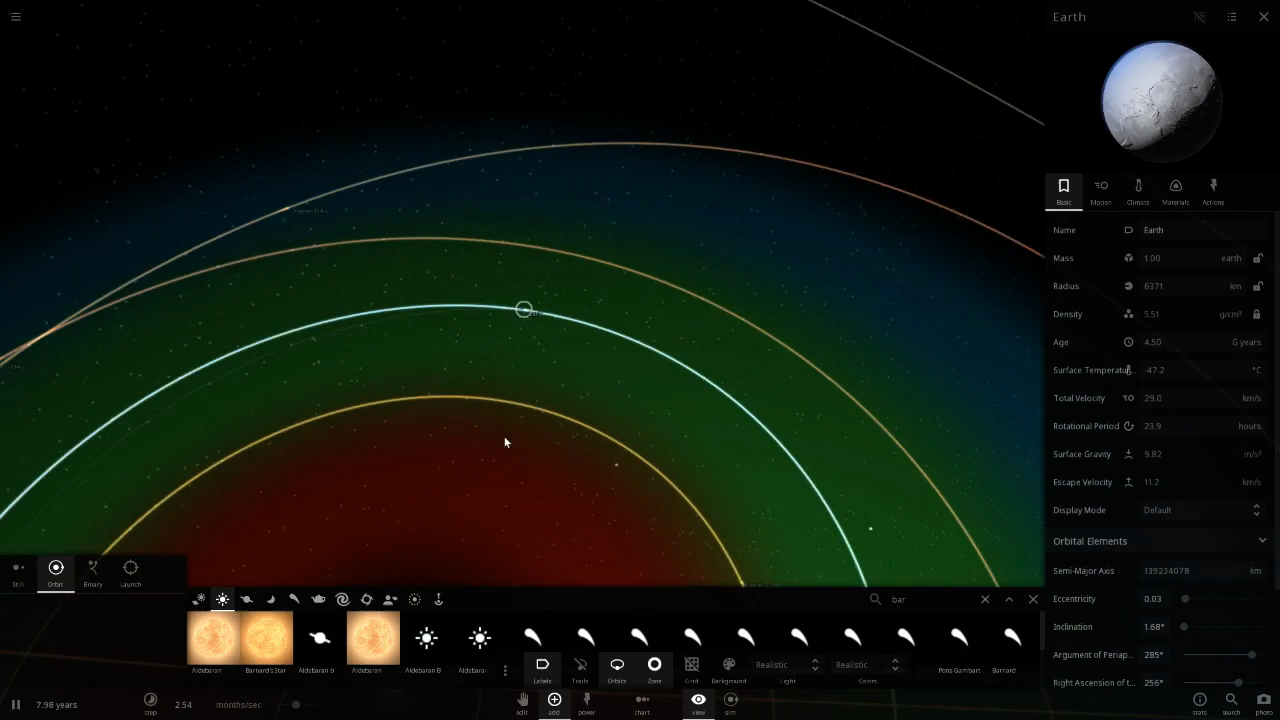 Earth
Basic
Motion
Climate
Materials
Actions
Name Earth
Mass 1.00 earth
Radius 6371 km
Density 5.51 g/cm³
Age 4.50 G years
Surface Temperatu... -47.2 °C
Total Velocity 29.0 km/s
Rotational Period 23.9 hours
Surface Gravity 9.82 m/s²
Escape Velocity 11.2 km/s
Display Mode Default
Orbital Elements
Semi-Major Axis 139234078 km
Eccentricity 0.03
Inclination 1.68°
Argument of Periap... 285°
Right Ascension of t... 256°
Still
Orbit
Binary
Launch
bar
Aldebaran
Barnard's Star
Aldebaran b
Aldebaran
Aldebaran B
Aldebaran
Pons Gambart
Barnard
Labels
Trails
Orbits
Zone
Grid
Background
Realistic
Light
Realistic
Colors
7.98 years
step
2.54 months/sec
edit
add
power
chart
view
sim
stats
search
photo